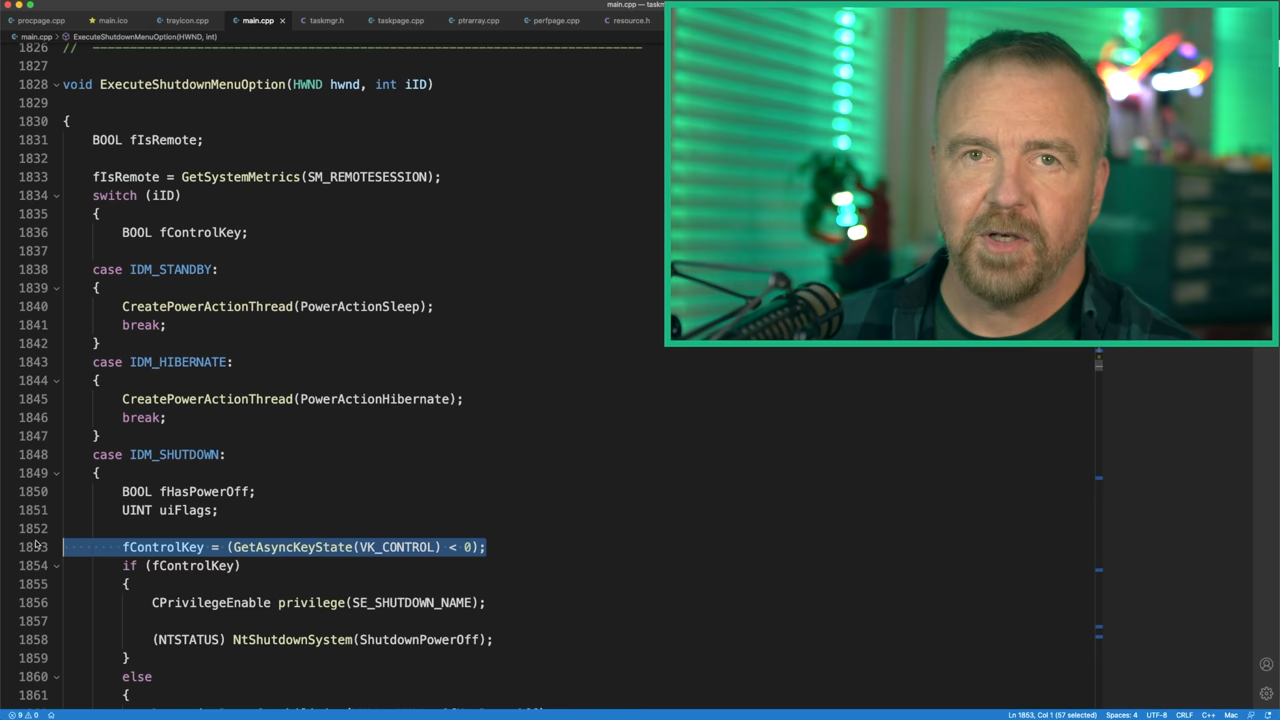 main.cpp — taskm
procpage.cpp main.ico trayicon.cpp main.cpp taskmgr.h taskpage.cpp ptrarray.cpp perfpage.cpp resource.h
main.cpp > ExecuteShutdownMenuOption(HWND, int)
1826 // ==========================================================================
1827
1828 void ExecuteShutdownMenuOption(HWND hwnd, int iID)
1829
1830 {
1831 BOOL fIsRemote;
1832
1833 fIsRemote = GetSystemMetrics(SM_REMOTESESSION);
1834 switch (iID)
1835 {
1836 BOOL fControlKey;
1837
1838 case IDM_STANDBY:
1839 {
1840 CreatePowerActionThread(PowerActionSleep);
1841 break;
1842 }
1843 case IDM_HIBERNATE:
1844 {
1845 CreatePowerActionThread(PowerActionHibernate);
1846 break;
1847 }
1848 case IDM_SHUTDOWN:
1849 {
1850 BOOL fHasPowerOff;
1851 UINT uiFlags;
1852
1853 fControlKey = (GetAsyncKeyState(VK_CONTROL) < 0);
1854 if (fControlKey)
1855 {
1856 CPrivilegeEnable privilege(SE_SHUTDOWN_NAME);
1857
1858 (NTSTATUS) NtShutdownSystem(ShutdownPowerOff);
1859 }
1860 else
1861 {
9 0 Ln 1853, Col 1 (57 selected) Spaces: 4 UTF-8 CRLF C++ Mac